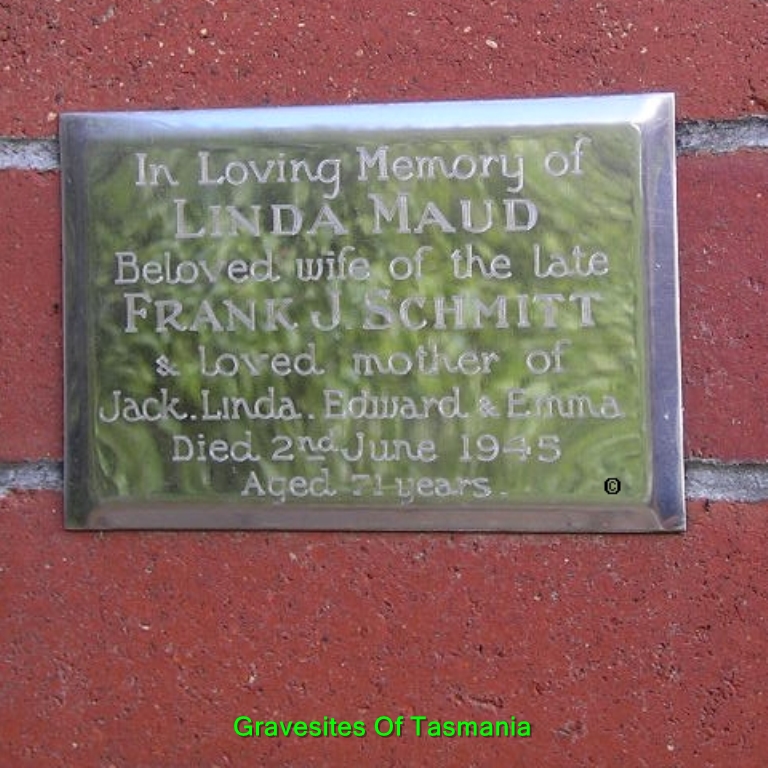 In Loving Memory of
LINDA MAUD
Beloved wife of the late
FRANK J. SCHMITT
& loved mother of
Jack. Linda. Edward & Emma
Died 2nd June 1945
Aged 71 years.
©
Gravesites Of Tasmania